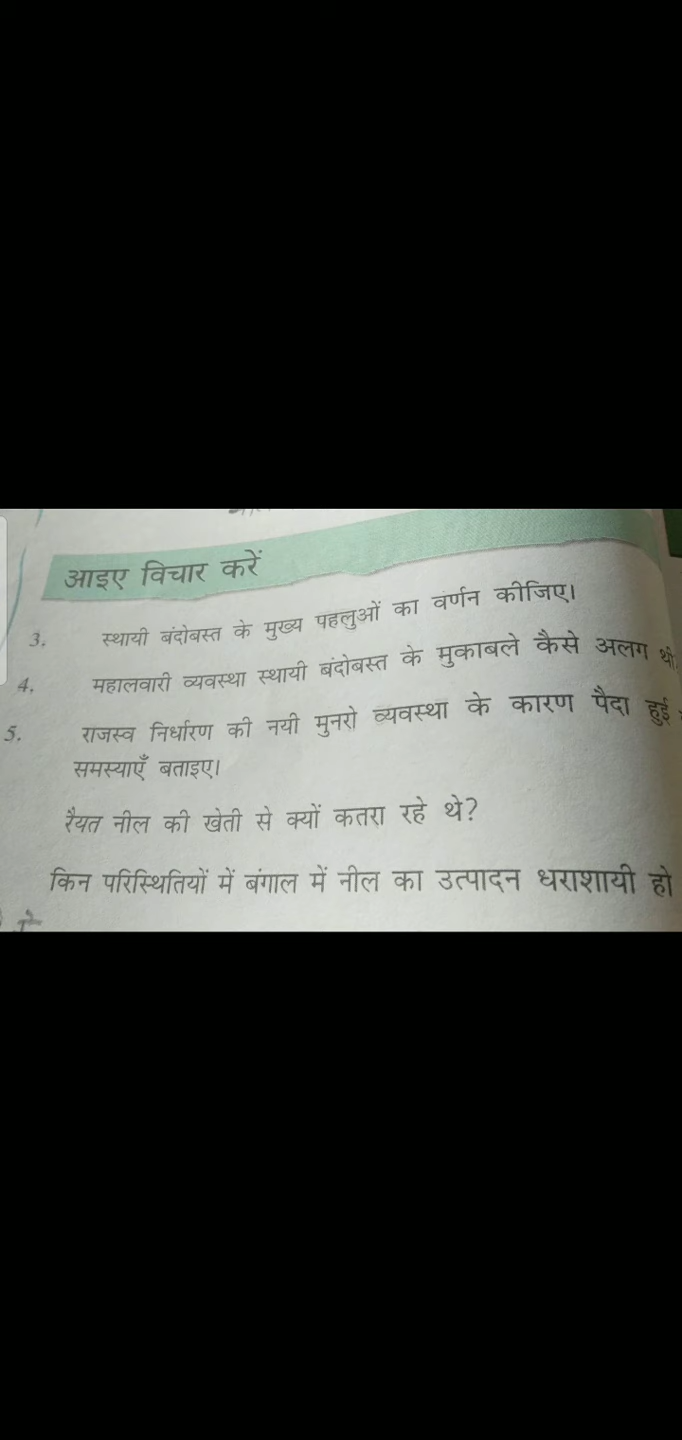 आइए विचार करें
3. स्थायी बंदोबस्त के मुख्य पहलुओं का वर्णन कीजिए।
4. महालवारी व्यवस्था स्थायी बंदोबस्त के मुकाबले कैसे अलग थी
5. राजस्व निर्धारण की नयी मुनरो व्यवस्था के कारण पैदा हुई
समस्याएँ बताइए।
रैयत नील की खेती से क्यों कतरा रहे थे?
किन परिस्थितियों में बंगाल में नील का उत्पादन धराशायी हो